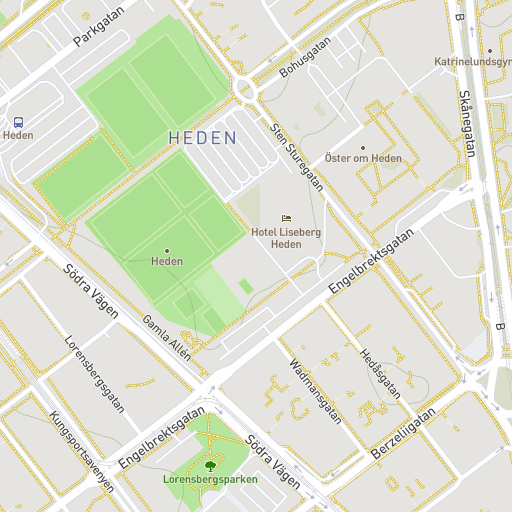 Parkgatan
Bohusgatan
B
Katrinelundsgyn
Skånegatan
Heden
HEDEN
Sten Sturegatan
Öster om Heden
Hotel Liseberg
Heden
Heden
Engelbrektsgatan
Södra Vägen
Gamla Allén
B
Lorensbergsgatan
Hedåsgatan
Wadmansgatan
Kungsportsavenyen
Engelbrektsgatan
Berzeliigatan
Södra Vägen
Lorensbergsparken